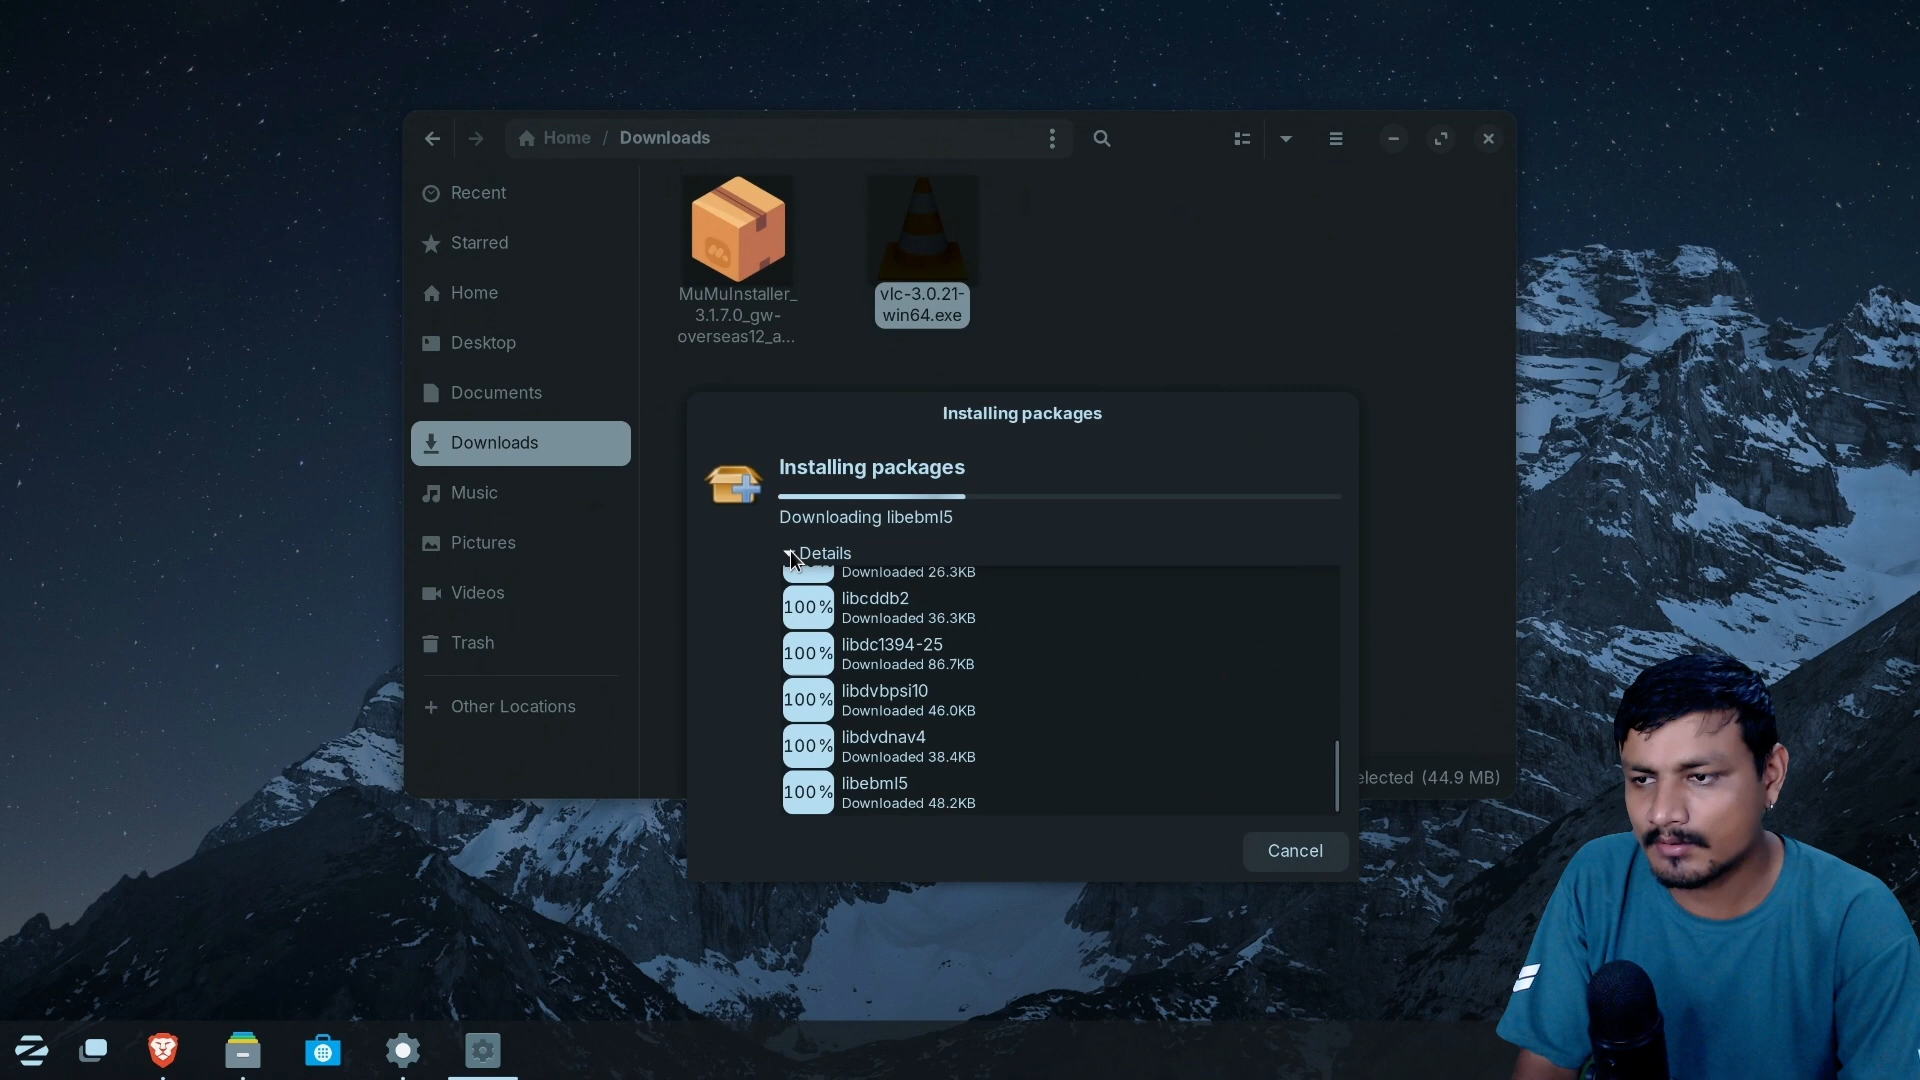 Home / Downloads
Recent
Starred
Home
Desktop
Documents
Downloads
Music
Pictures
Videos
Trash
Other Locations
MuMuInstaller_
3.1.7.0_gw-
overseas12_a...
vlc-3.0.21-
win64.exe
Installing packages
Installing packages
Downloading libebml5
Details
Downloaded 26.3KB
100% libcddb2
Downloaded 36.3KB
100% libdc1394-25
Downloaded 86.7KB
100% libdvbpsi10
Downloaded 46.0KB
100% libdvdnav4
Downloaded 38.4KB
100% libebml5
Downloaded 48.2KB
Cancel
(44.9 MB)